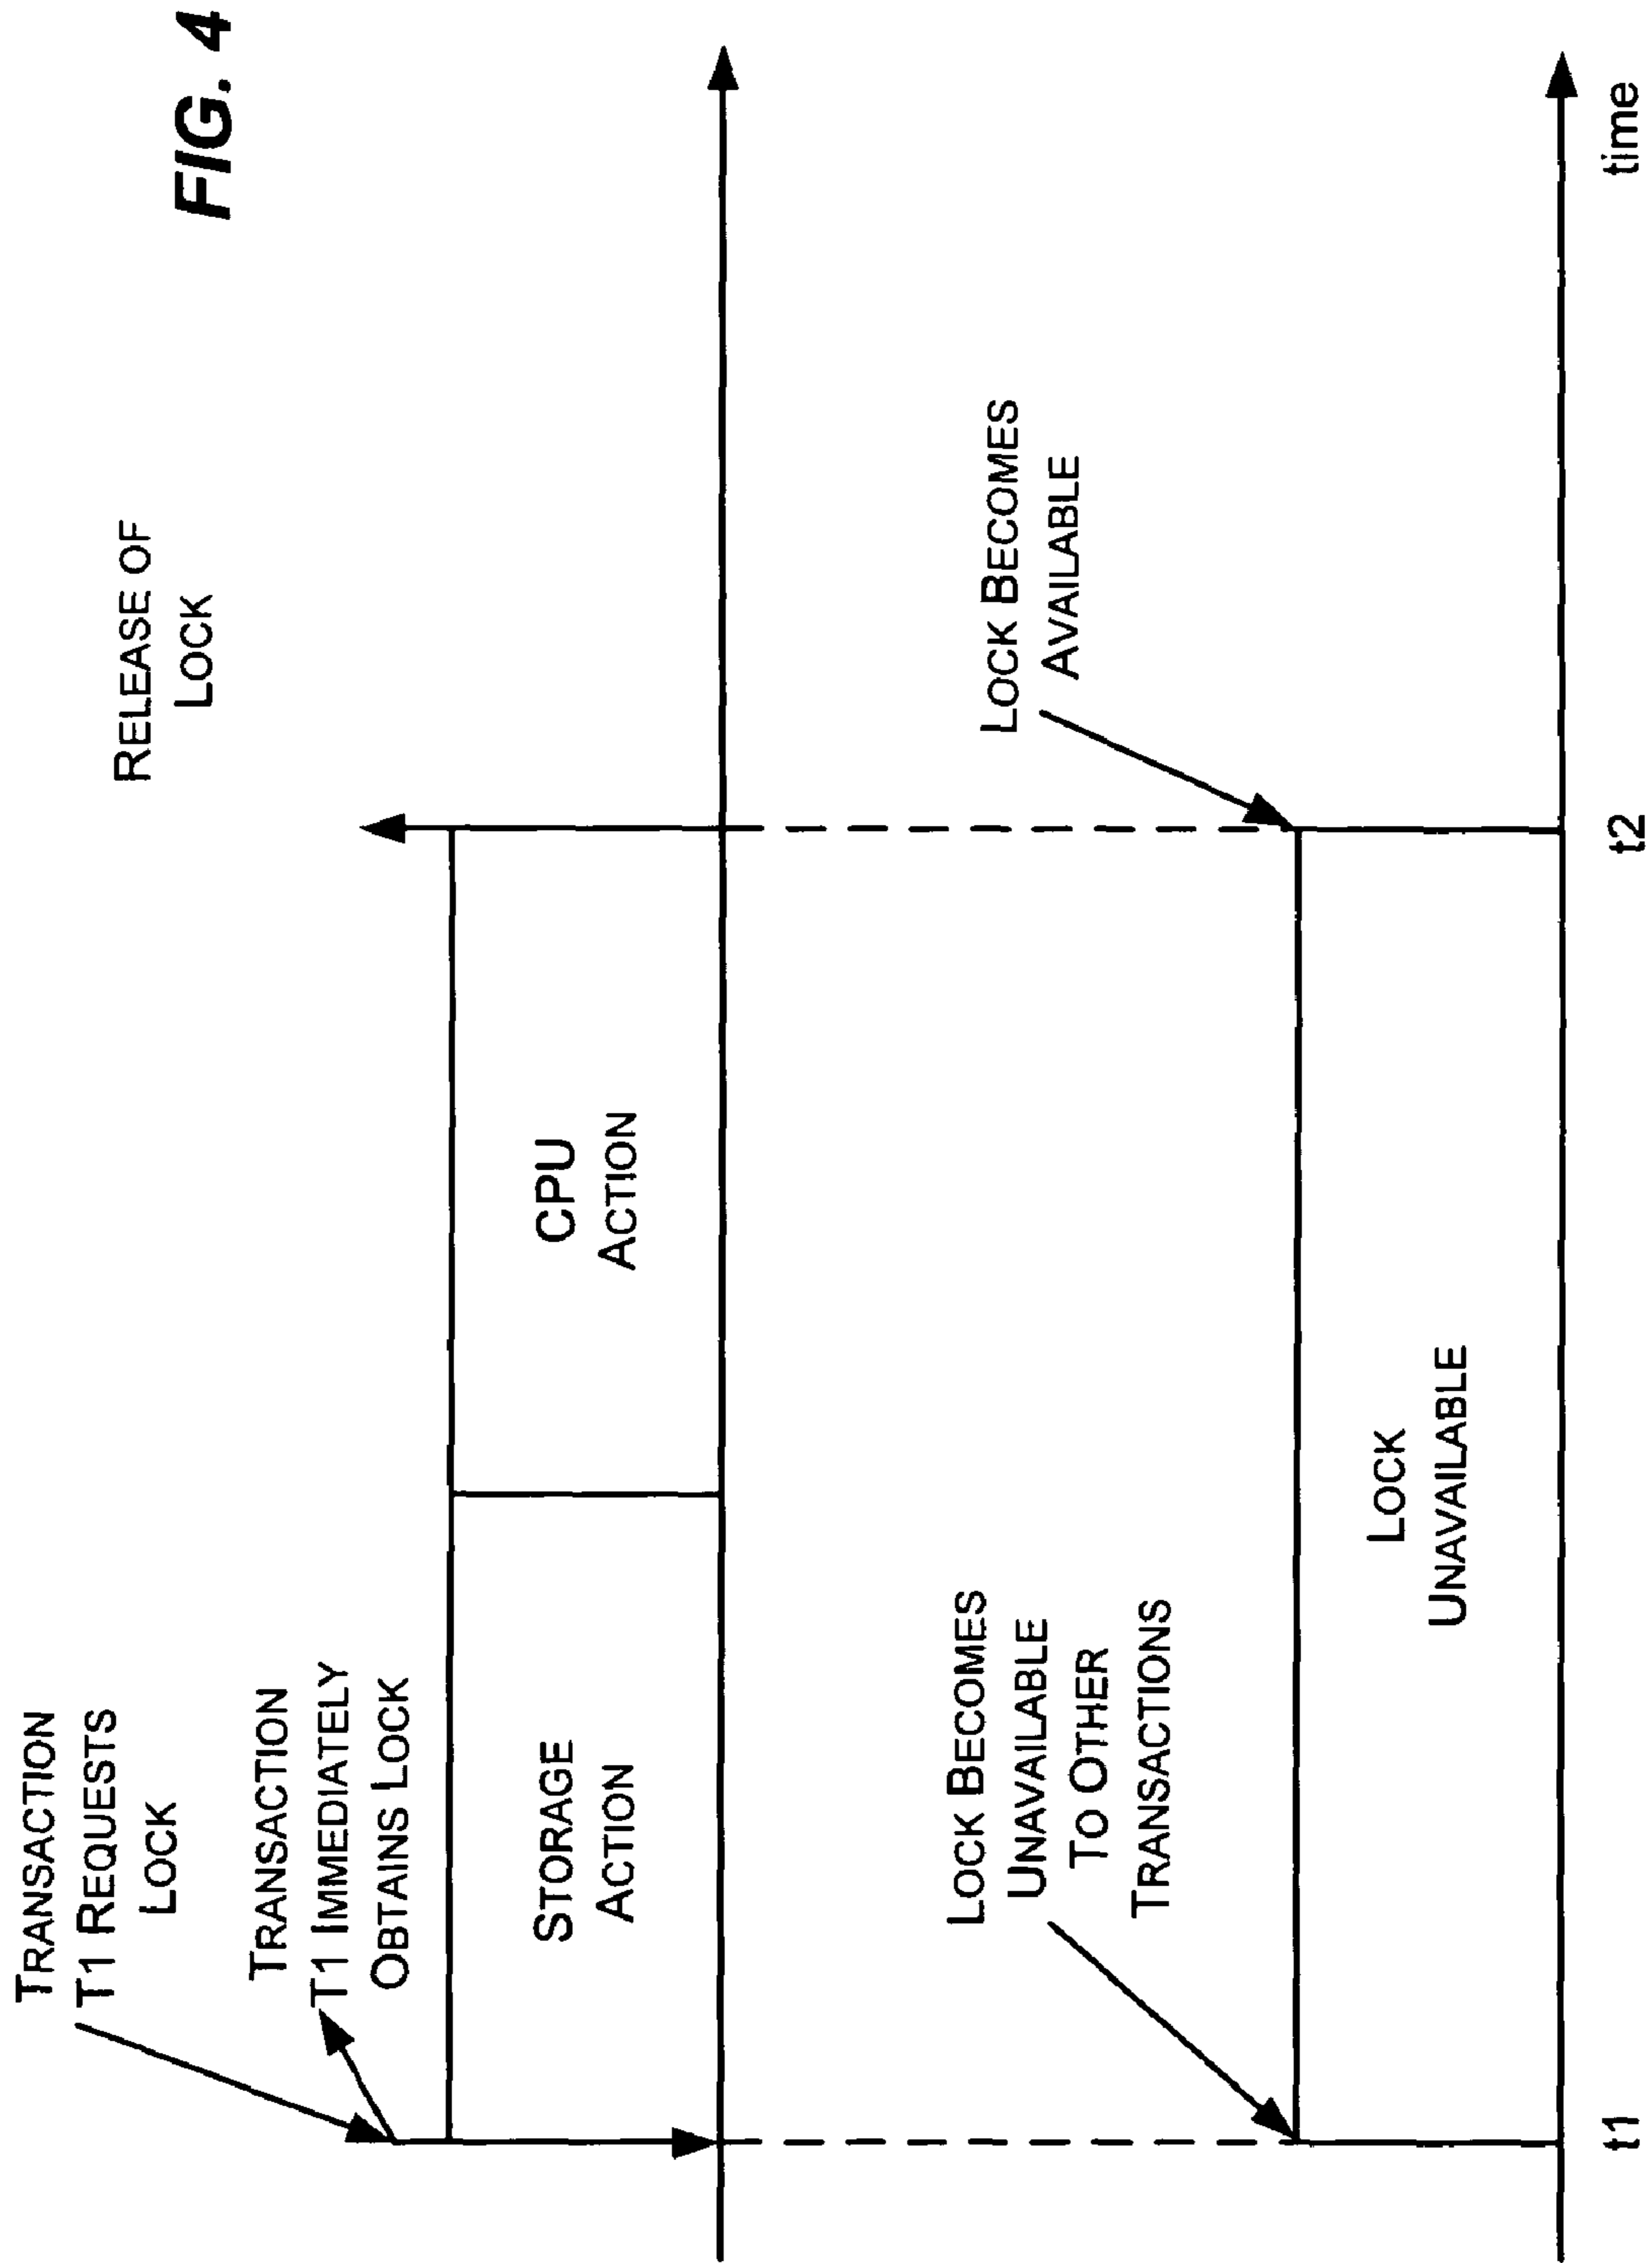 FIG. 4
TRANSACTION
T1 REQUESTS
LOCK
TRANSACTION
T1 IMMEDIATELY
OBTAINS LOCK
RELEASE OF
LOCK
STORAGE
ACTION
CPU
ACTION
LOCK BECOMES
UNAVAILABLE
TO OTHER
TRANSACTIONS
LOCK BECOMES
AVAILABLE
LOCK
UNAVAILABLE
t1
t2
time